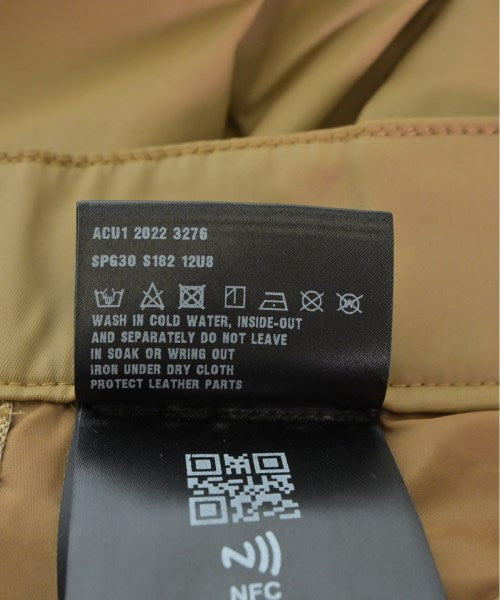 ACU1 2022 3276
SPG30 S182 12U8
WASH IN COLD WATER, INSIDE-OUT
AND SEPARATELY DO NOT LEAVE
IN SOAK OR WRING OUT
IRON UNDER DRY CLOTH
PROTECT LEATHER PARTS
NFC